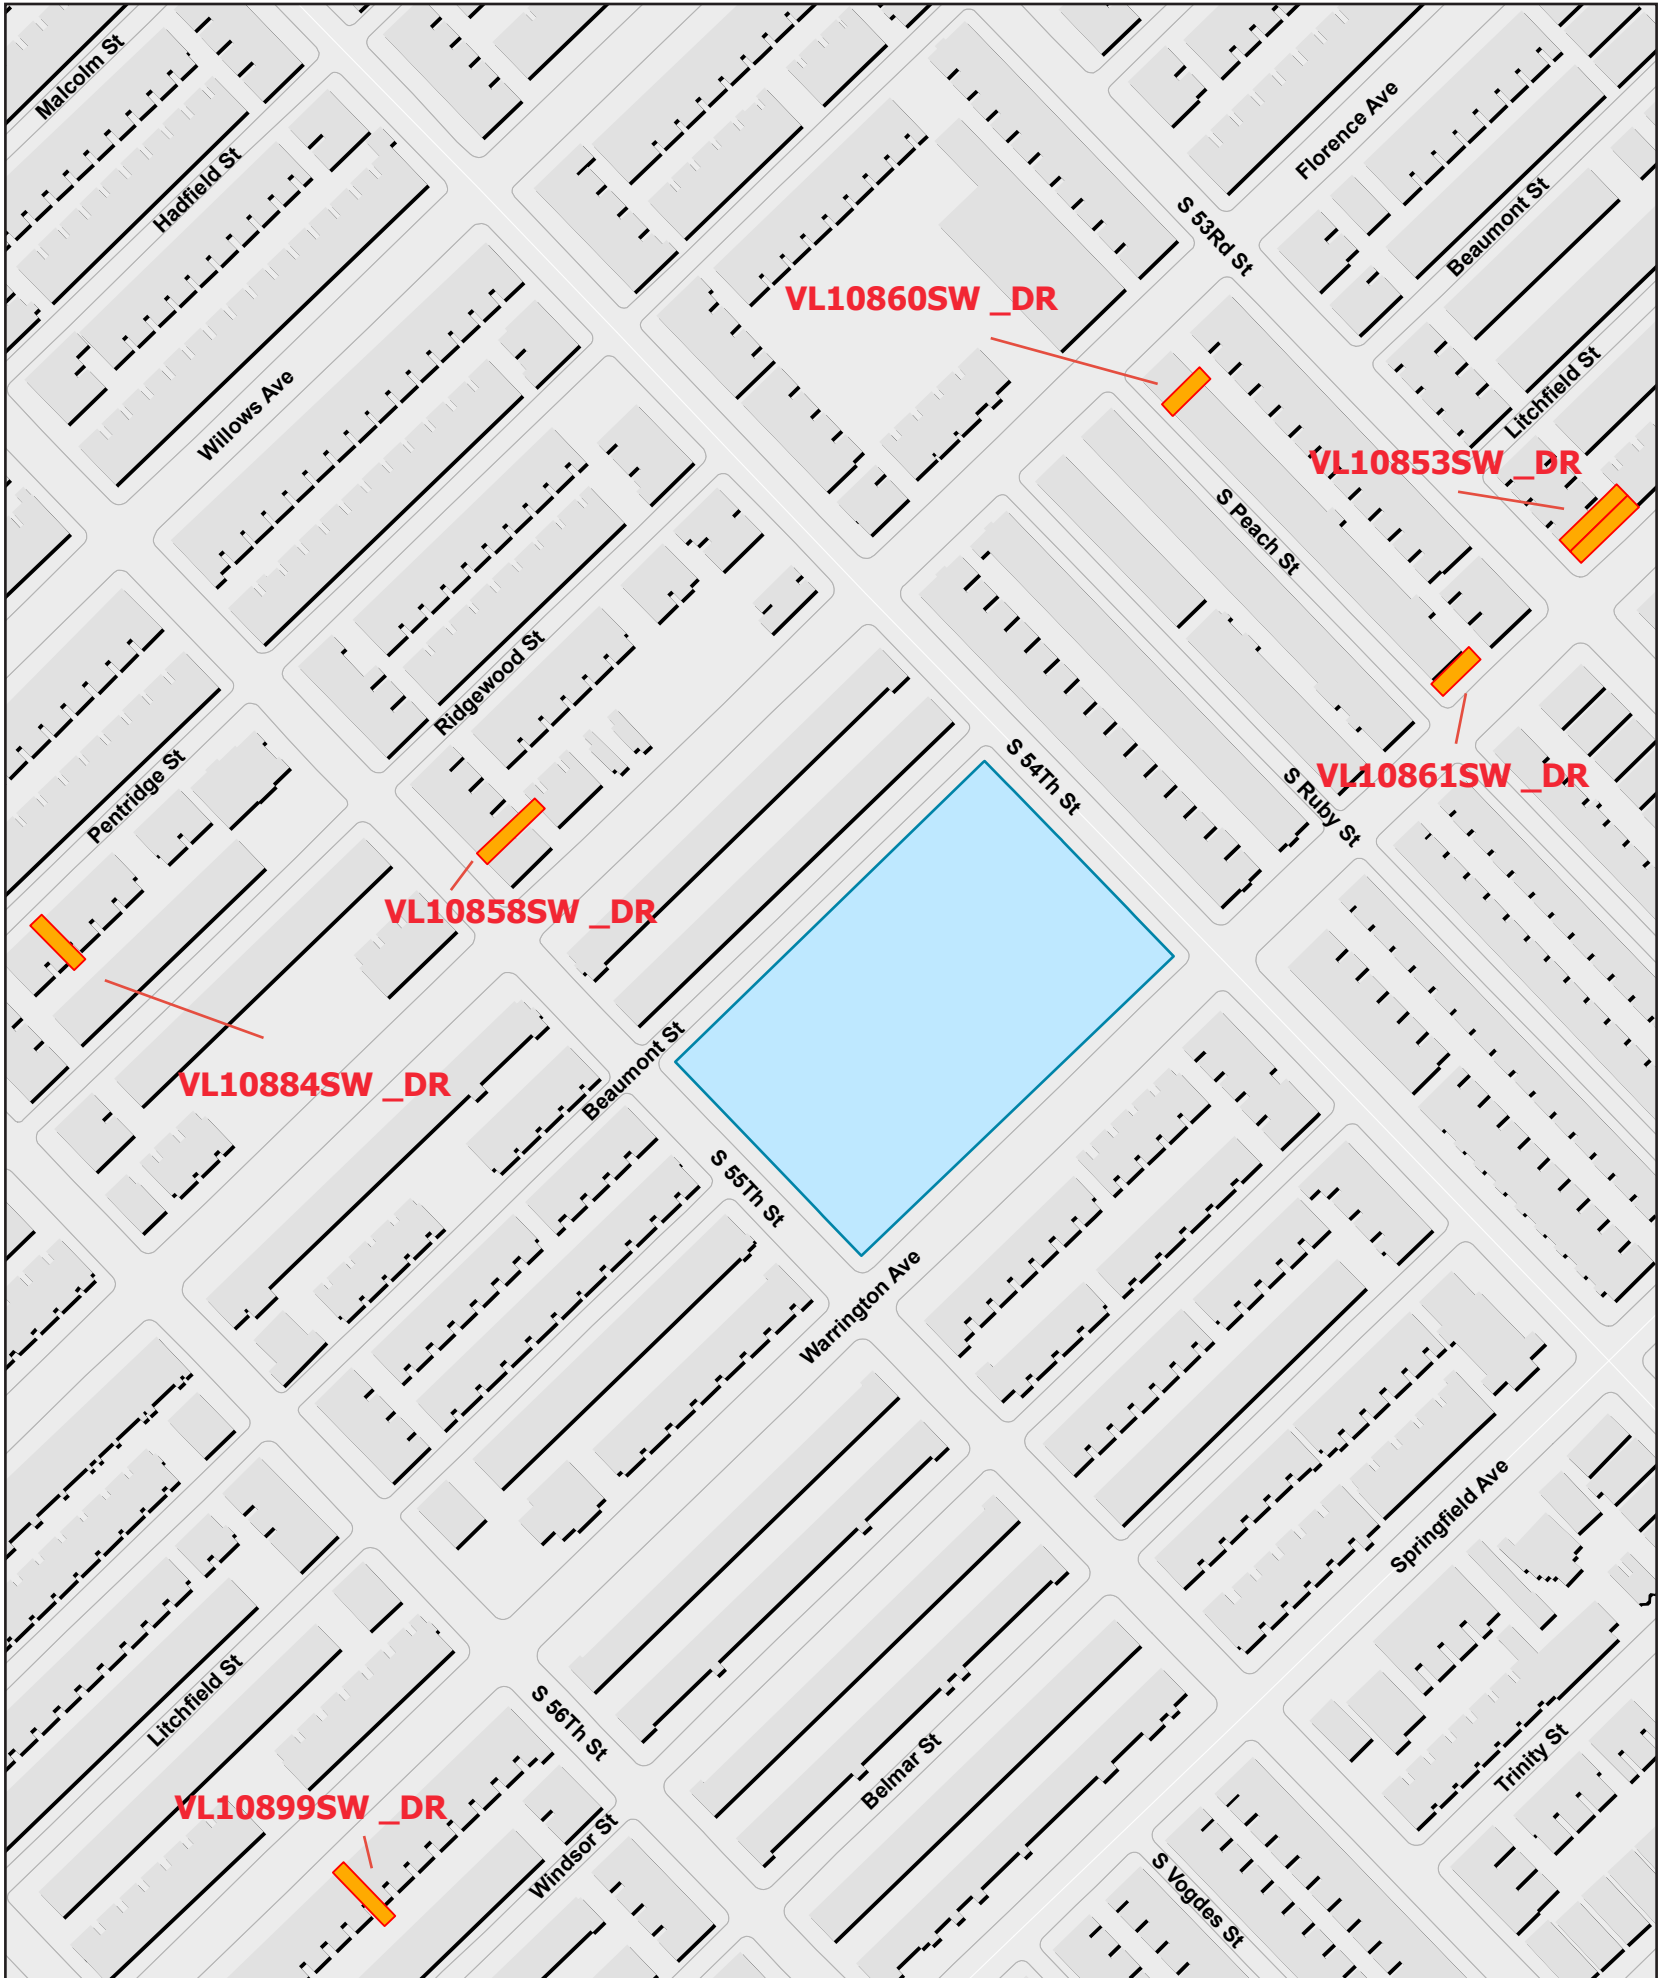 Malcolm St
Hadfield St
Florence Ave
Beaumont St
S 53Rd St
VL10860SW _DR
Litchfield St
Willows Ave
VL10853SW _DR
S Peach St
Ridgewood St
Pentridge St
S 54Th St
S Ruby St
VL10861SW _DR
VL10858SW _DR
Beaumont St
VL10884SW _DR
S 55Th St
Warrington Ave
Springfield Ave
Litchfield St
S 56Th St
Belmar St
Trinity St
VL10899SW _DR
Windsor St
S Vogdes St